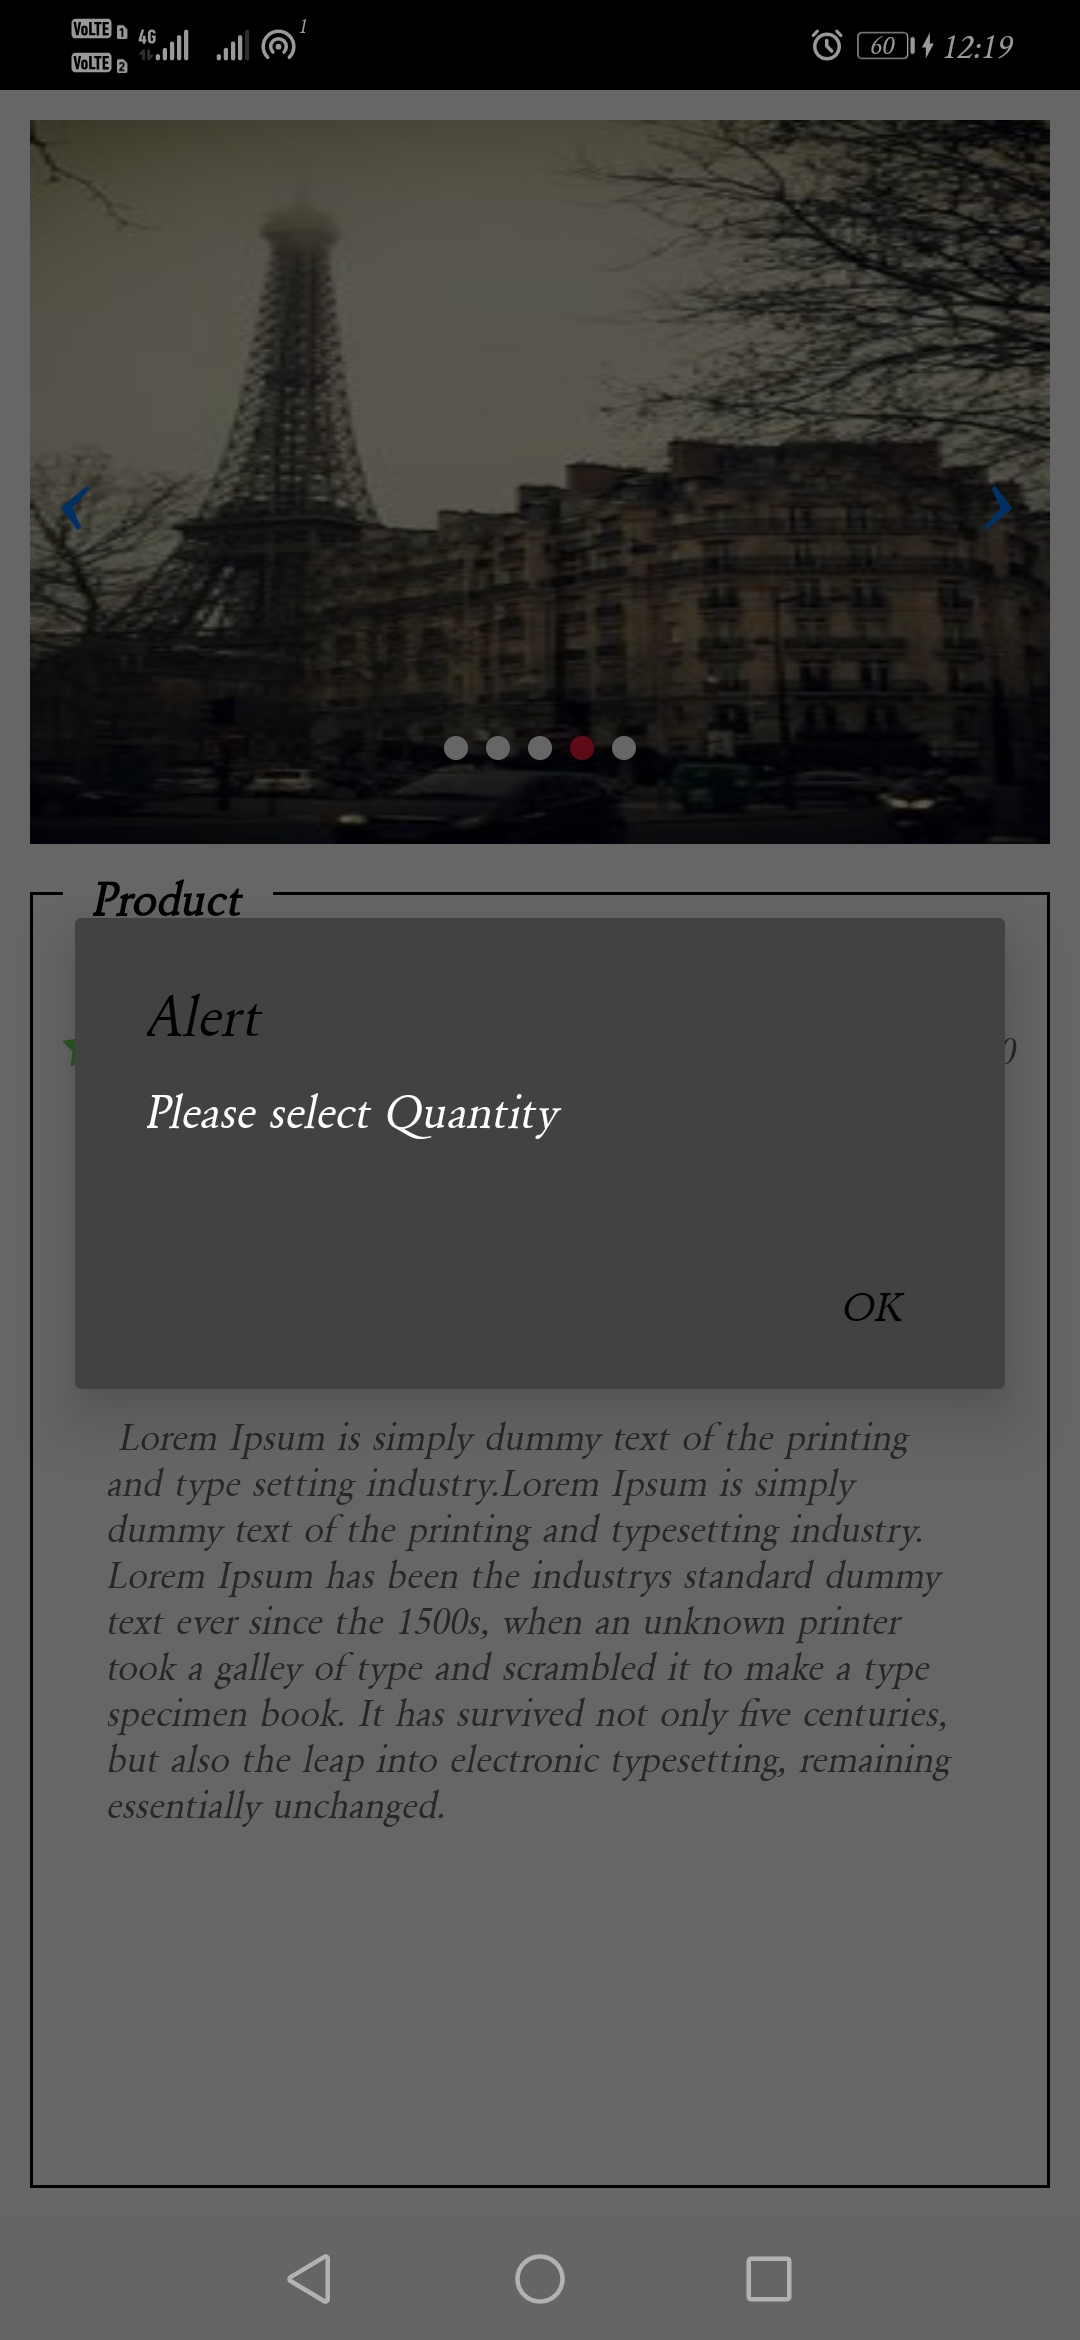 VoLTE 1
VoLTE 2
4G
1
60
12:19
Product
Alert
Please select Quantity
OK
Lorem Ipsum is simply dummy text of the printing
and type setting industry.Lorem Ipsum is simply
dummy text of the printing and typesetting industry.
Lorem Ipsum has been the industrys standard dummy
text ever since the 1500s, when an unknown printer
took a galley of type and scrambled it to make a type
specimen book. It has survived not only five centuries,
but also the leap into electronic typesetting, remaining
essentially unchanged.